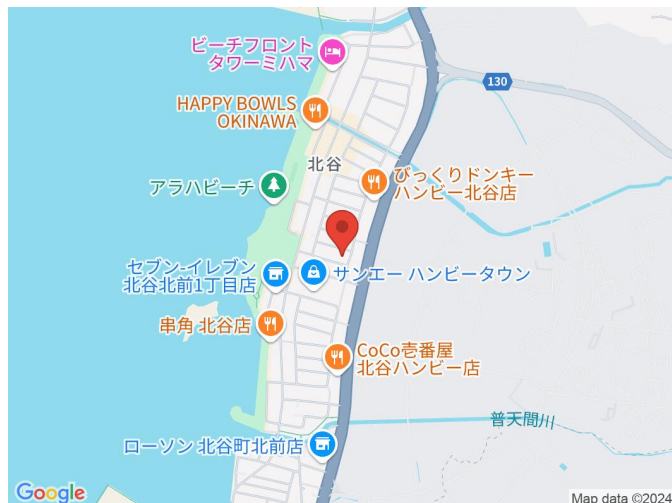 ビーチフロント
タワーミハマ
130
HAPPY BOWLS
OKINAWA
北谷
びっくりドンキー
ハンビー北谷店
アラハビーチ
セブン-イレブン
北谷北前1丁目店
サンエー ハンビータウン
串角 北谷店
CoCo壱番屋
北谷ハンビー店
普天間川
ローソン 北谷町北前店
Google
Map data ©2024